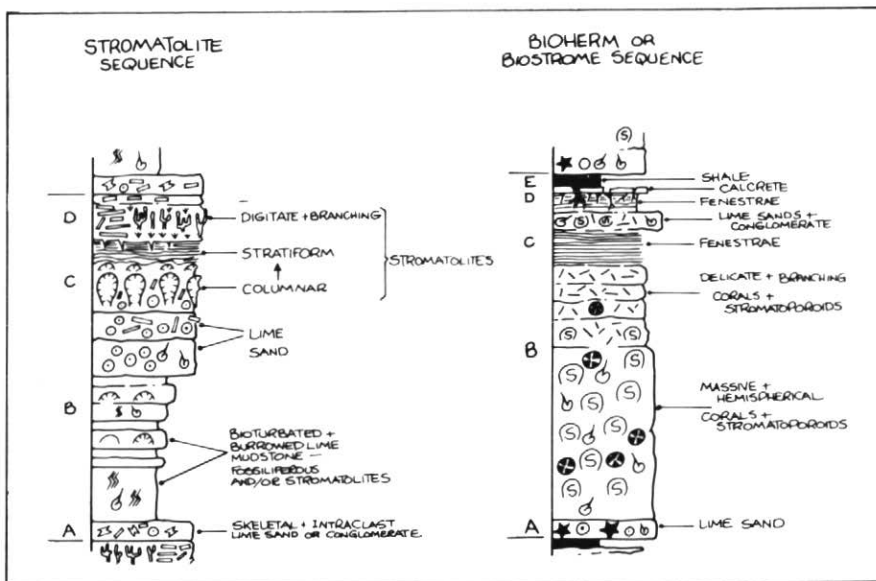 STROMATOLITE
SEQUENCE
D
C
B
A
DIGITATE + BRANCHING
STRATIFORM
COLUMNAR
STROMATOLITES
LIME
SAND
BIOTURBATED +
BURROWED LIME
MUDSTONE —
FOSSILIFEROUS
AND/OR STROMATOLITES
SKELETAL + INTRACLAST
LIME SAND OR CONGLOMERATE
BIOHERM OR
BIOSTROME SEQUENCE
E
D
C
B
A
SHALE
CALCRETE
FENESTRAE
LIME SANDS +
CONGLOMERATE
FENESTRAE
DELICATE + BRANCHING
CORALS +
STROMATOPOROIDS
MASSIVE +
HEMISPHERICAL
CORALS +
STROMATOPOROIDS
LIME SAND